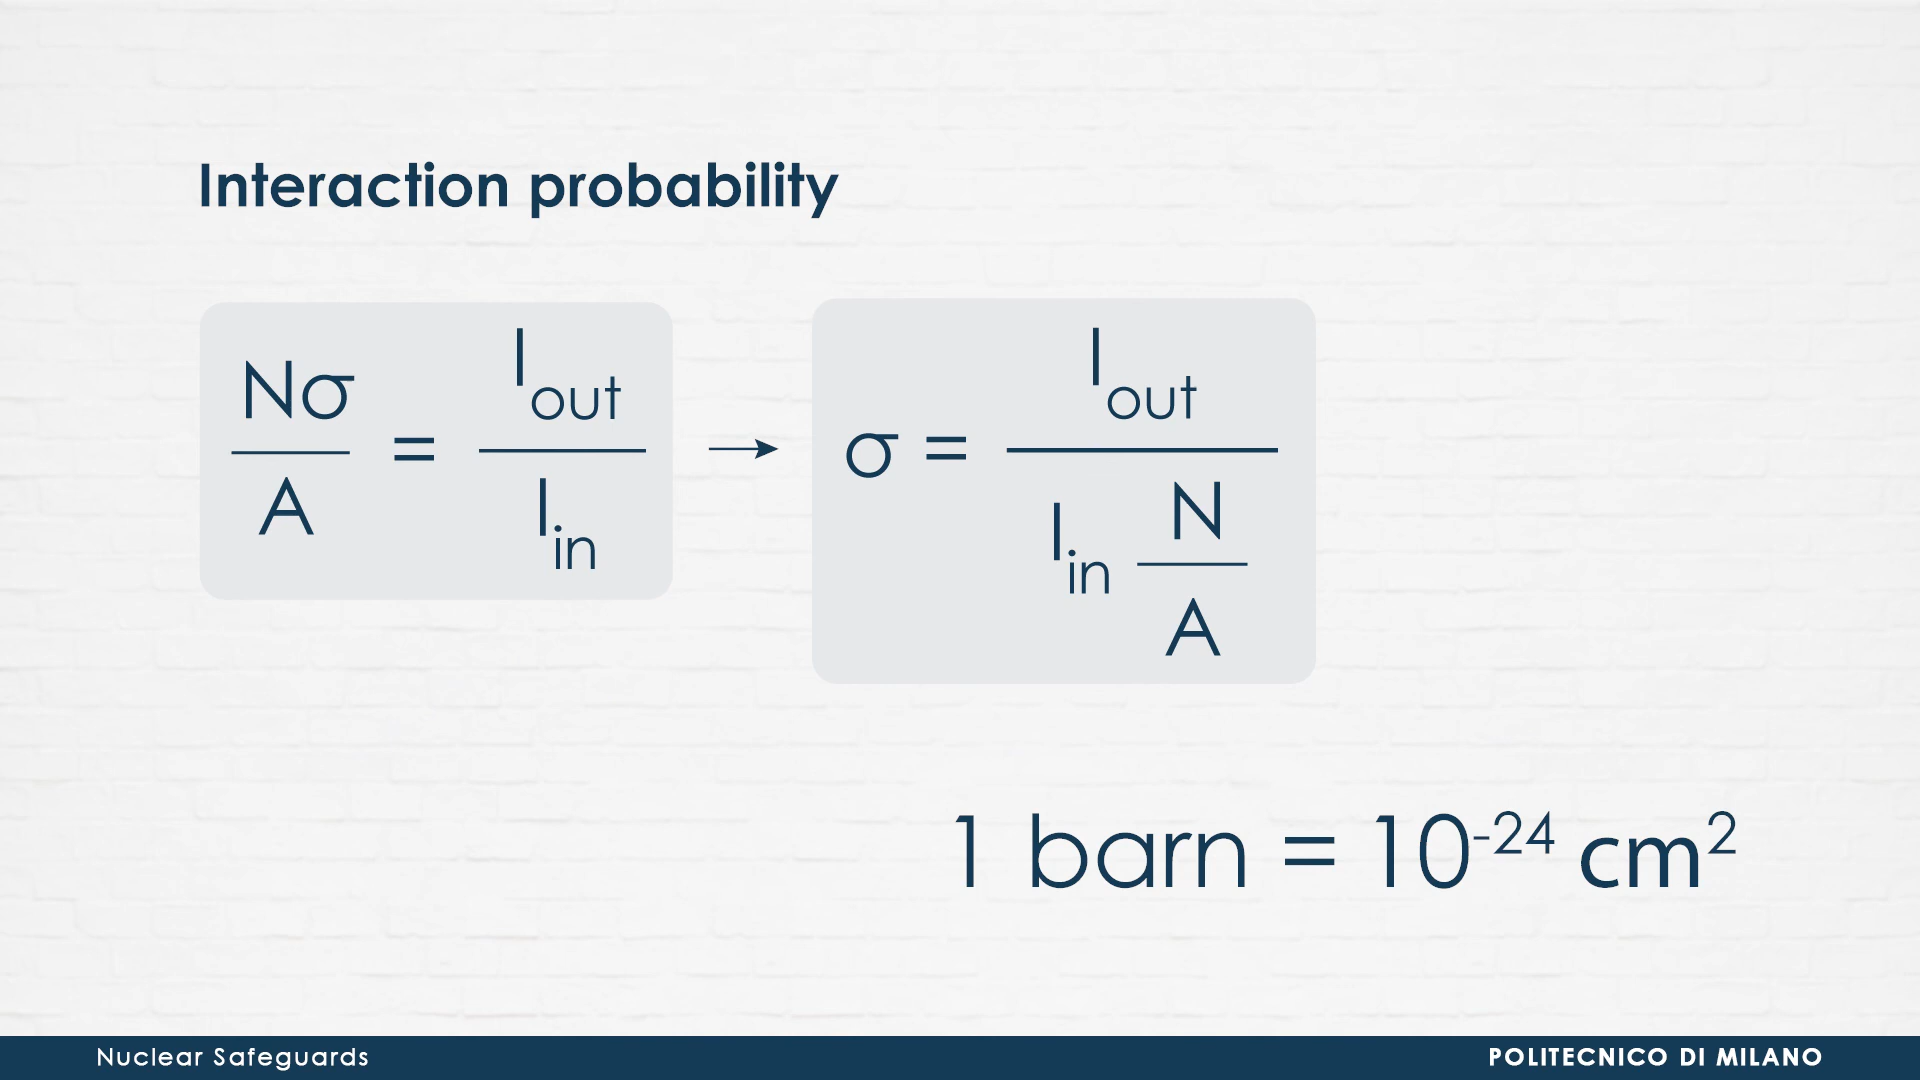 Interaction probability
Nσ / A = I_out / I_in → σ = I_out / (I_in N / A)
1 barn = 10⁻²⁴ cm²
Nuclear Safeguards
POLITECNICO DI MILANO